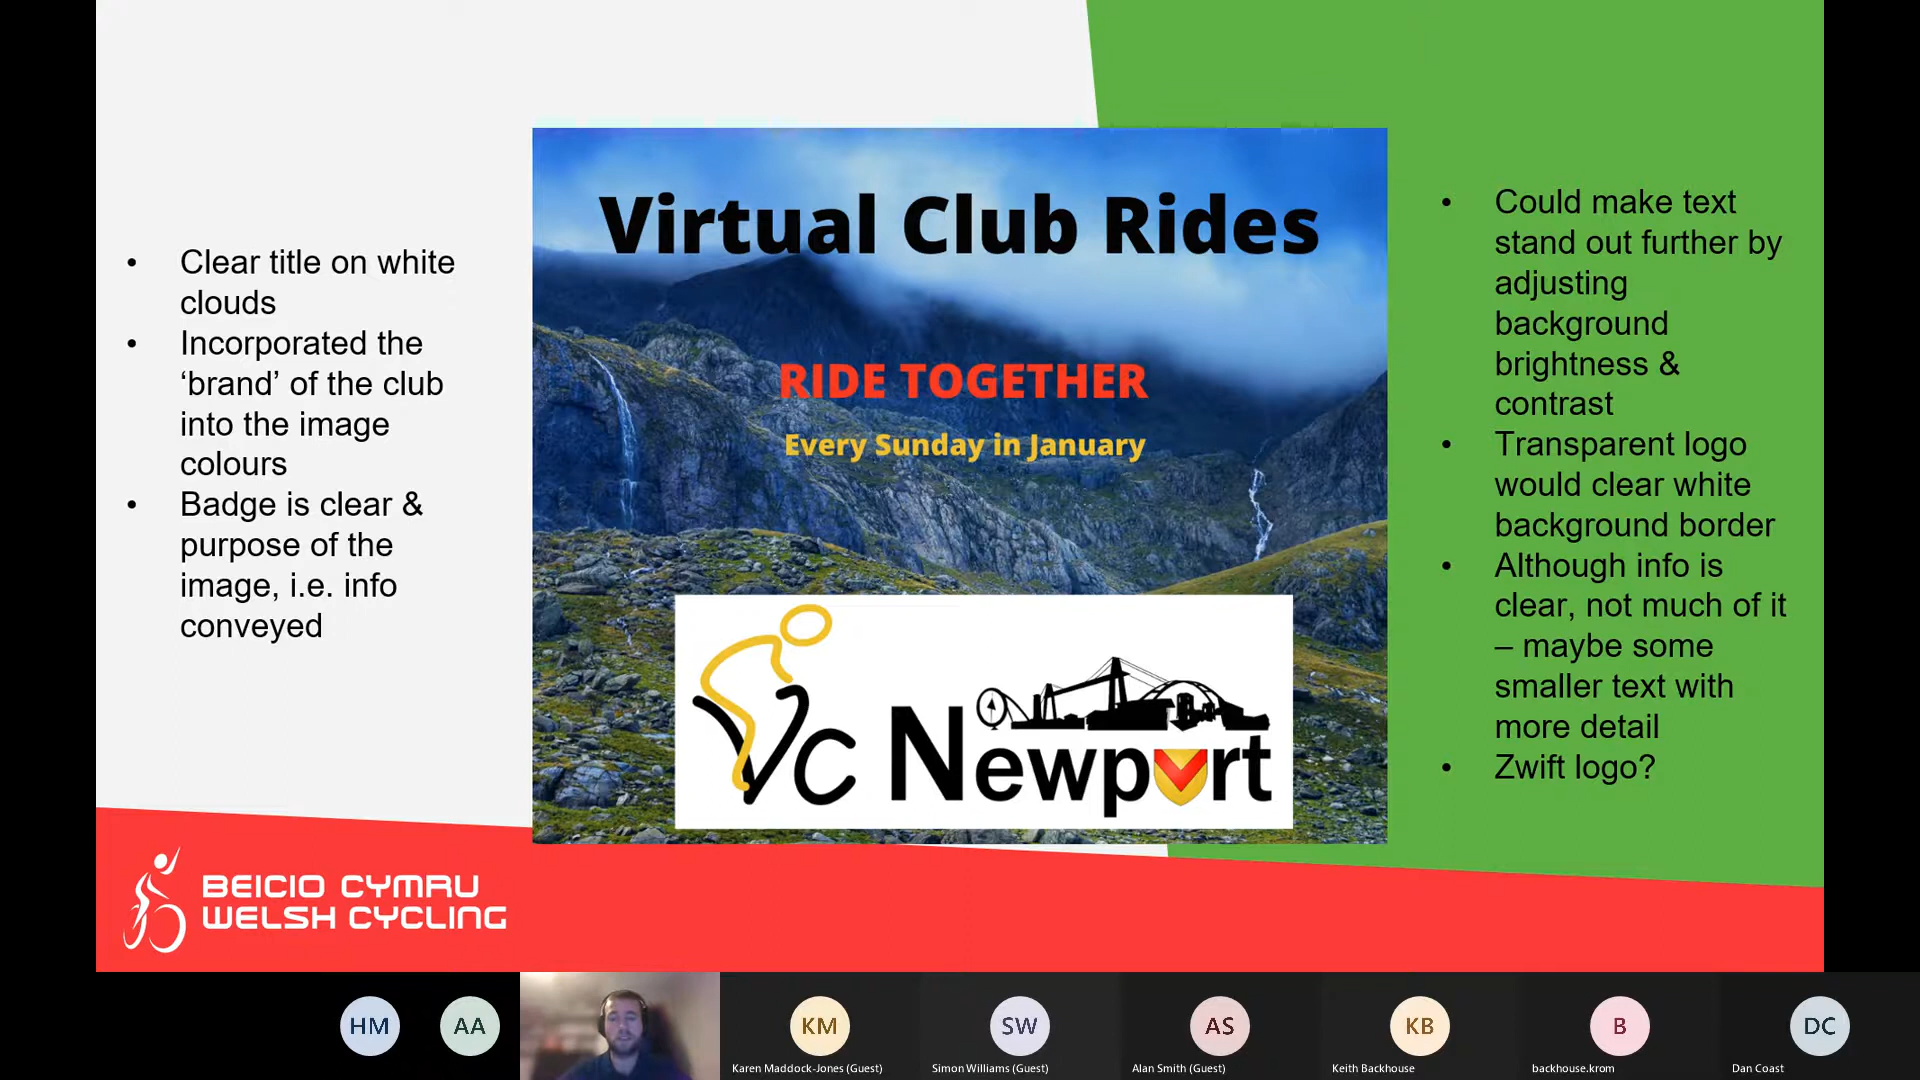 Clear title on white
clouds
Incorporated the
‘brand’ of the club
into the image
colours
Badge is clear &
purpose of the
image, i.e. info
conveyed
Virtual Club Rides
RIDE TOGETHER
Every Sunday in January
VC Newport
Could make text
stand out further by
adjusting
background
brightness &
contrast
Transparent logo
would clear white
background border
Although info is
clear, not much of it
– maybe some
smaller text with
more detail
Zwift logo?
BEICIO CYMRU
WELSH CYCLING
HM
AA
KM
SW
AS
KB
B
DC
Karen Maddock-Jones (Guest)
Simon Williams (Guest)
Alan Smith (Guest)
Keith Backhouse
backhouse.krom
Dan Coast